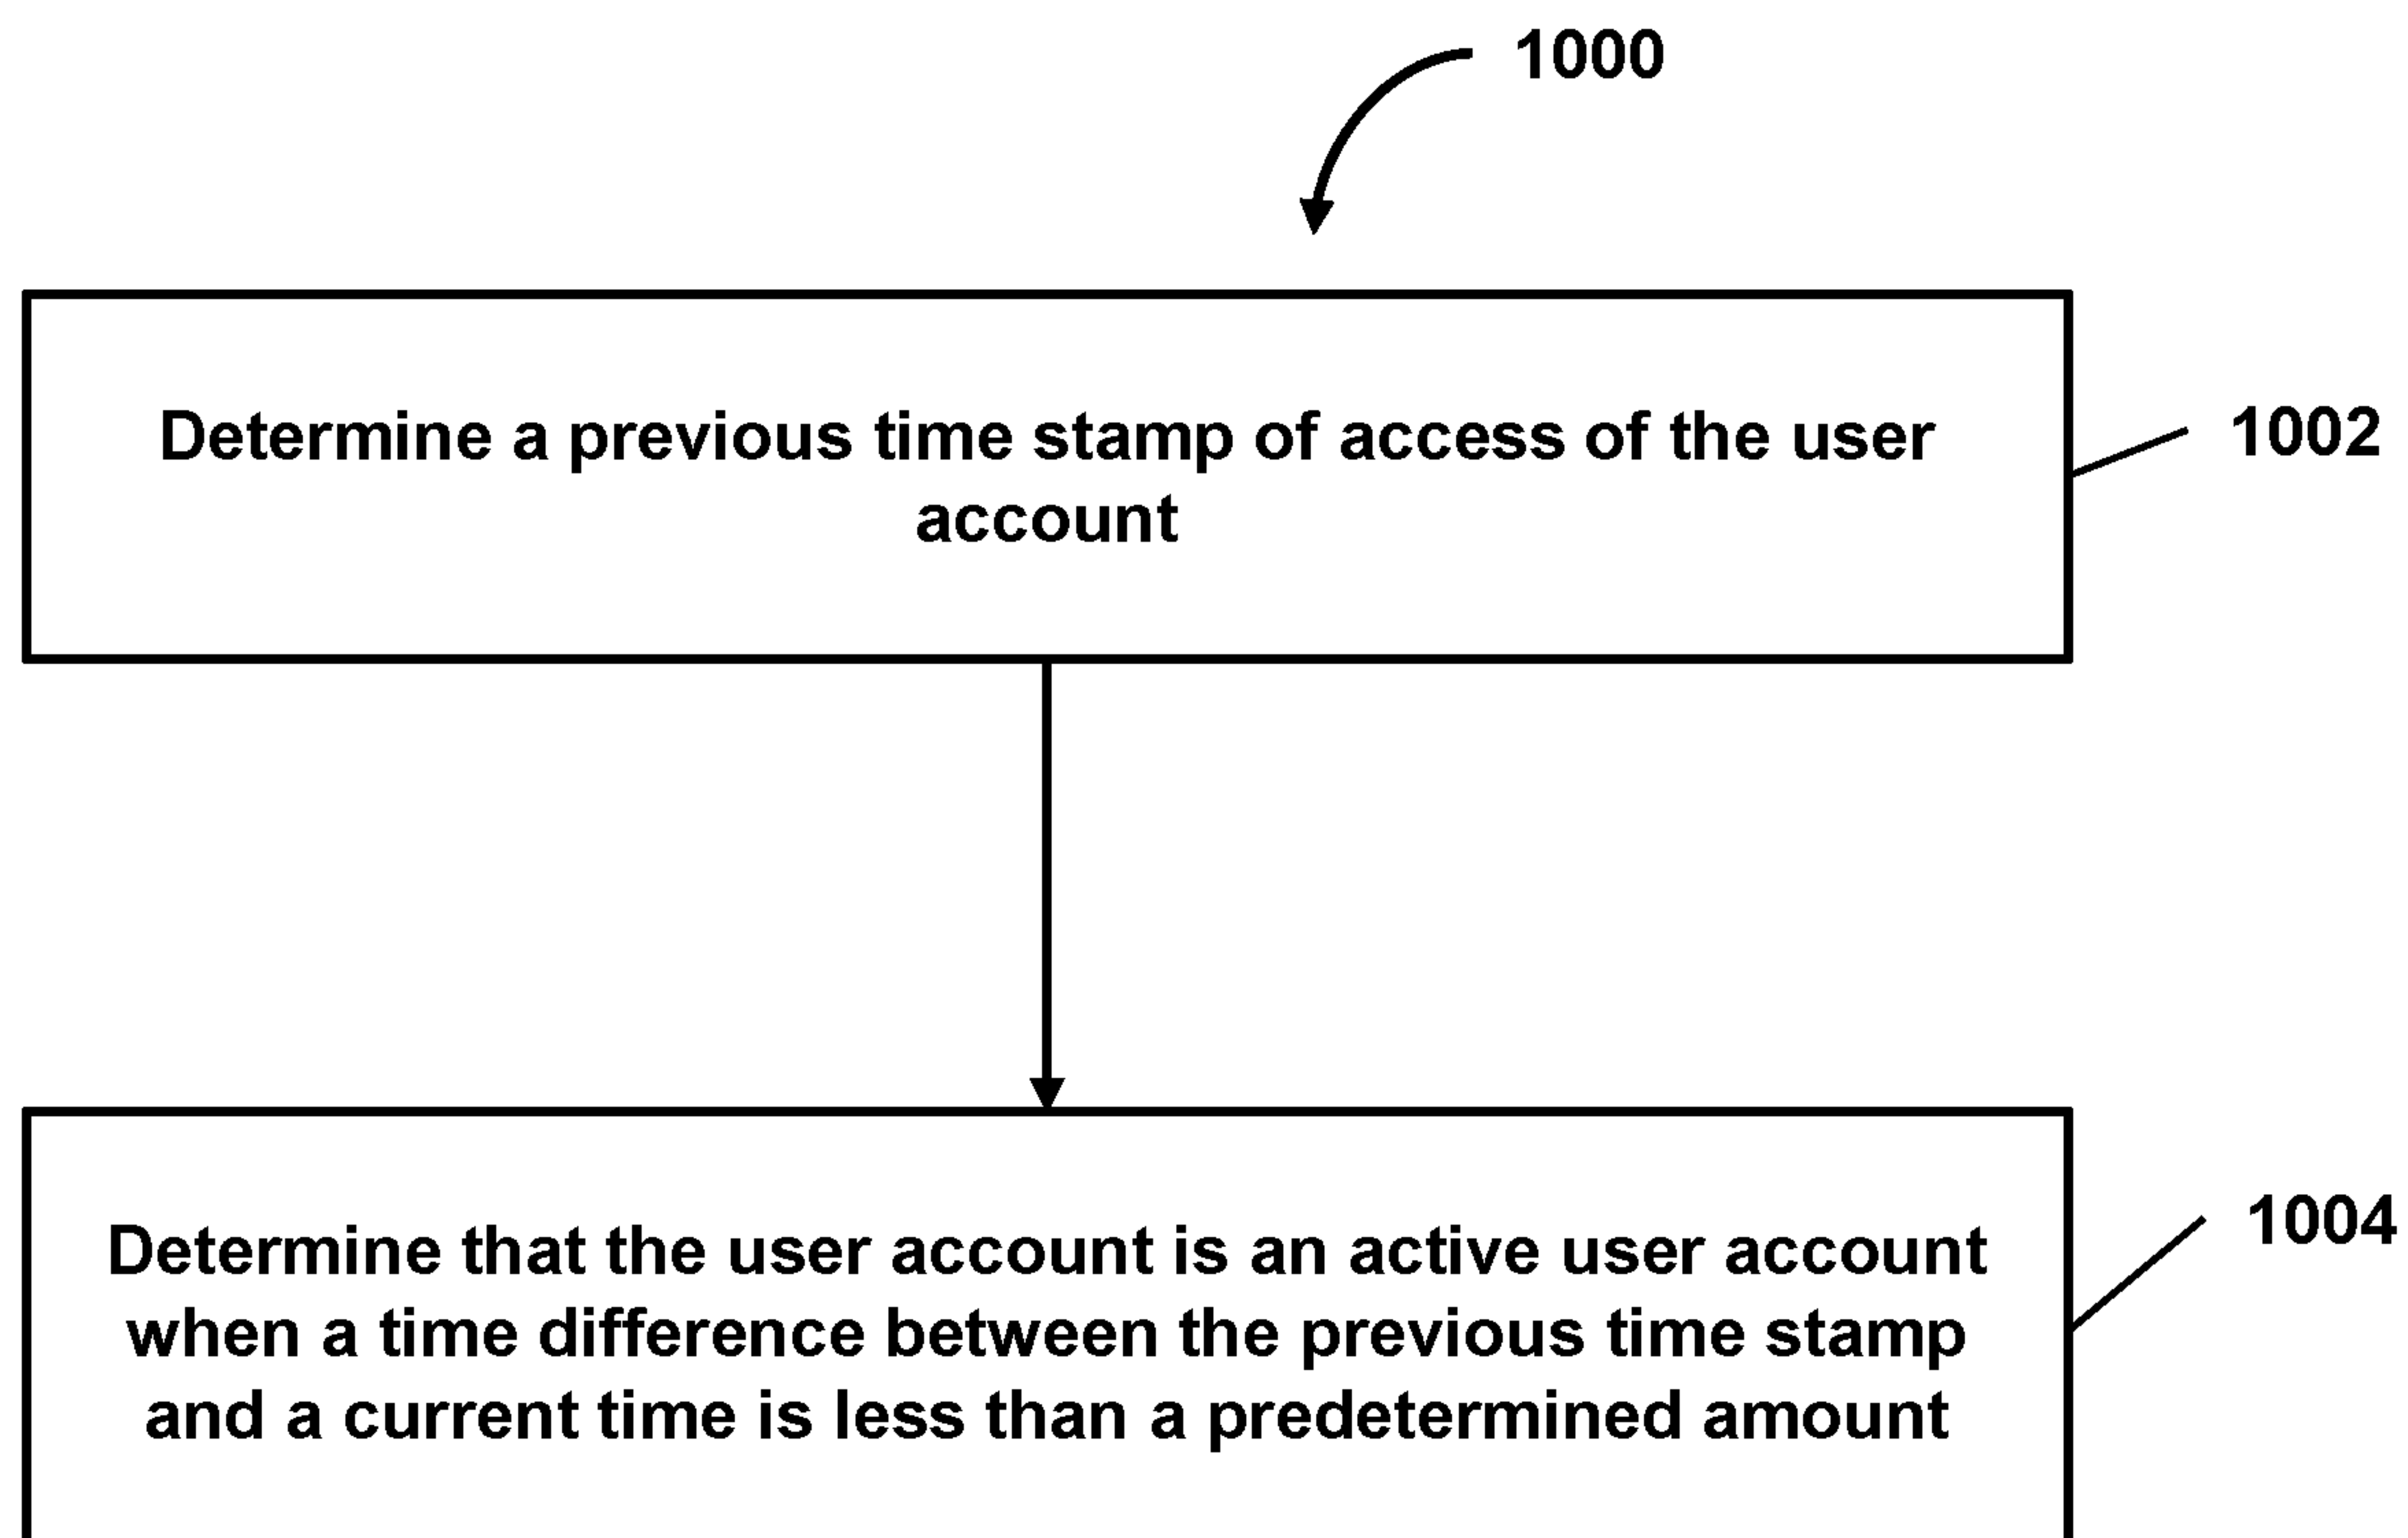 1000
Determine a previous time stamp of access of the user
account
1002
Determine that the user account is an active user account
when a time difference between the previous time stamp
and a current time is less than a predetermined amount
1004